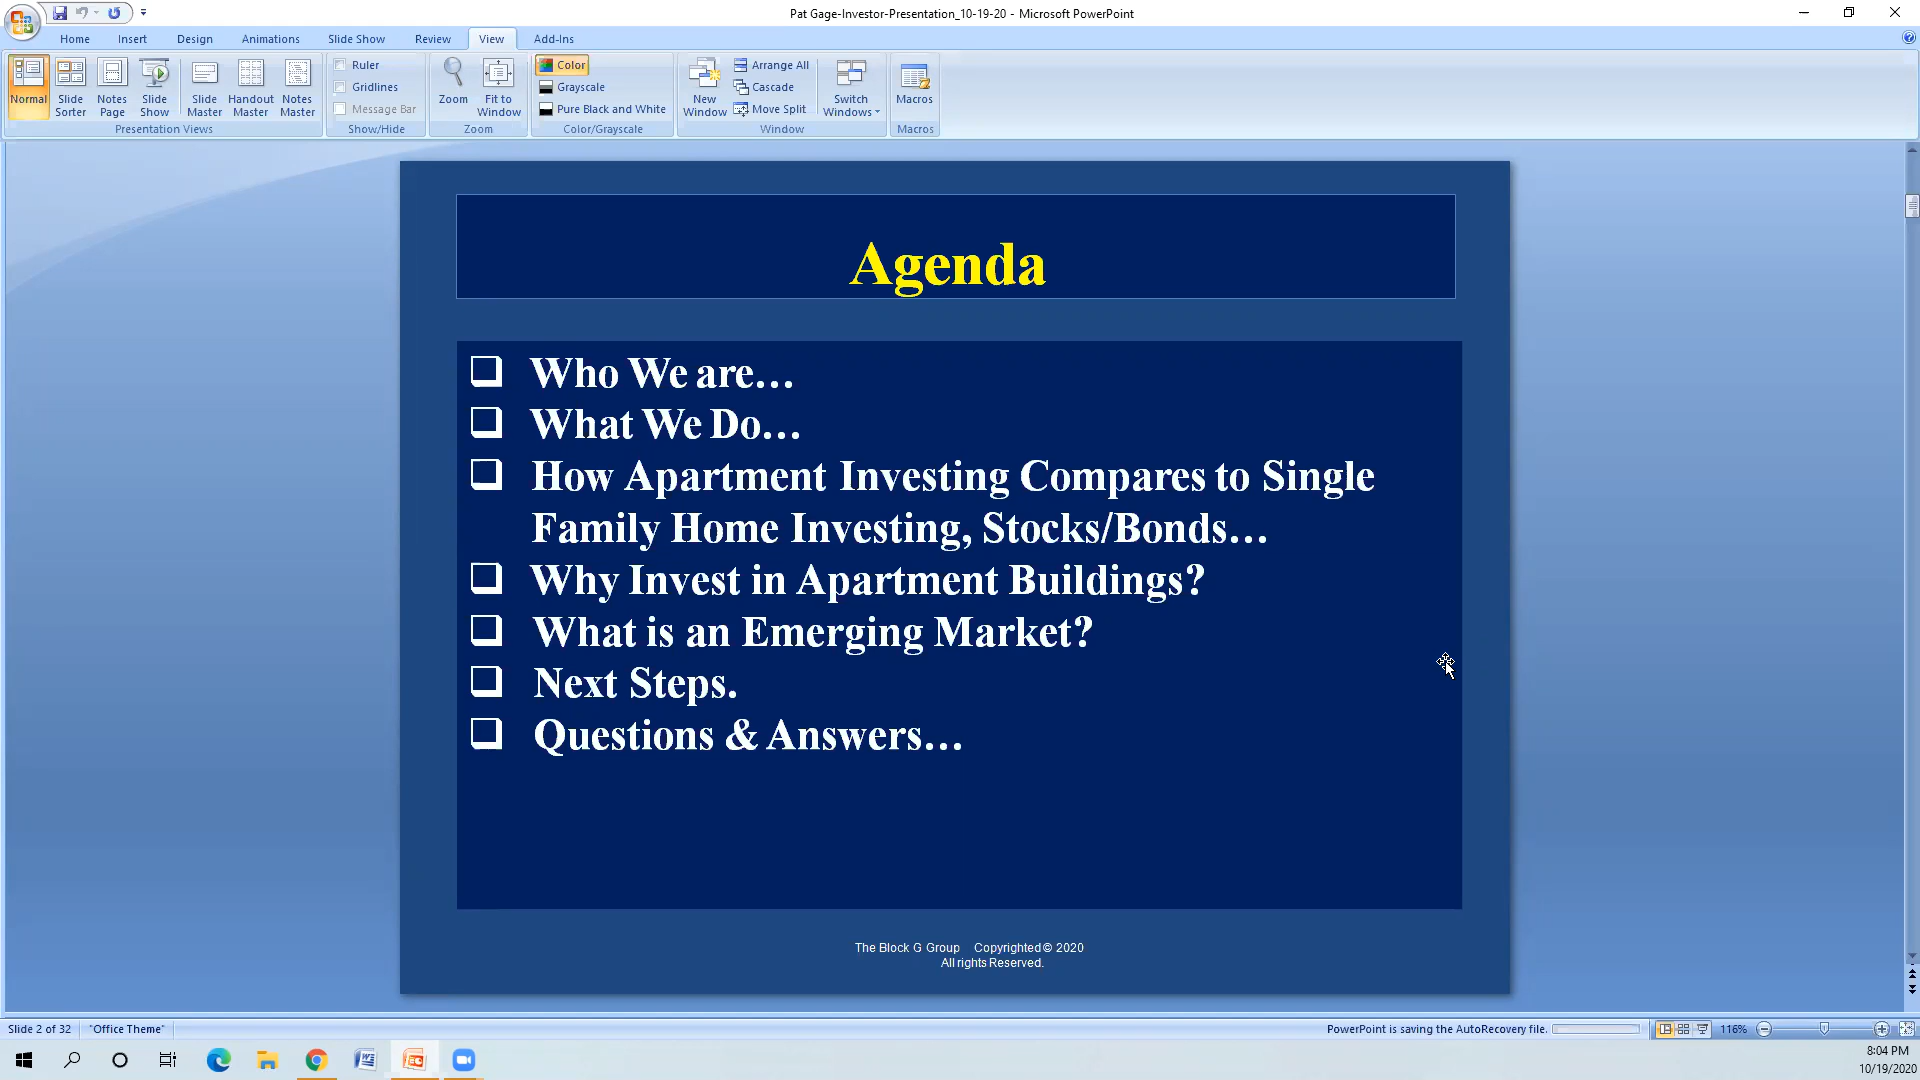 Pat Gage-Investor-Presentation_10-19-20 - Microsoft PowerPoint
Home Insert Design Animations Slide Show Review View Add-Ins
Normal
Slide Sorter
Notes Page
Slide Show
Slide Master
Handout Master
Notes Master
Presentation Views
Ruler
Gridlines
Message Bar
Show/Hide
Zoom
Fit to Window
Zoom
Color
Grayscale
Pure Black and White
Color/Grayscale
New Window
Arrange All
Cascade
Move Split
Switch Windows
Window
Macros
Macros
Agenda
Who We are…
What We Do…
How Apartment Investing Compares to Single
Family Home Investing, Stocks/Bonds…
Why Invest in Apartment Buildings?
What is an Emerging Market?
Next Steps.
Questions & Answers…
The Block G Group Copyrighted © 2020
All rights Reserved.
Slide 2 of 32 "Office Theme" PowerPoint is saving the AutoRecovery file. 116%
8:04 PM
10/19/2020